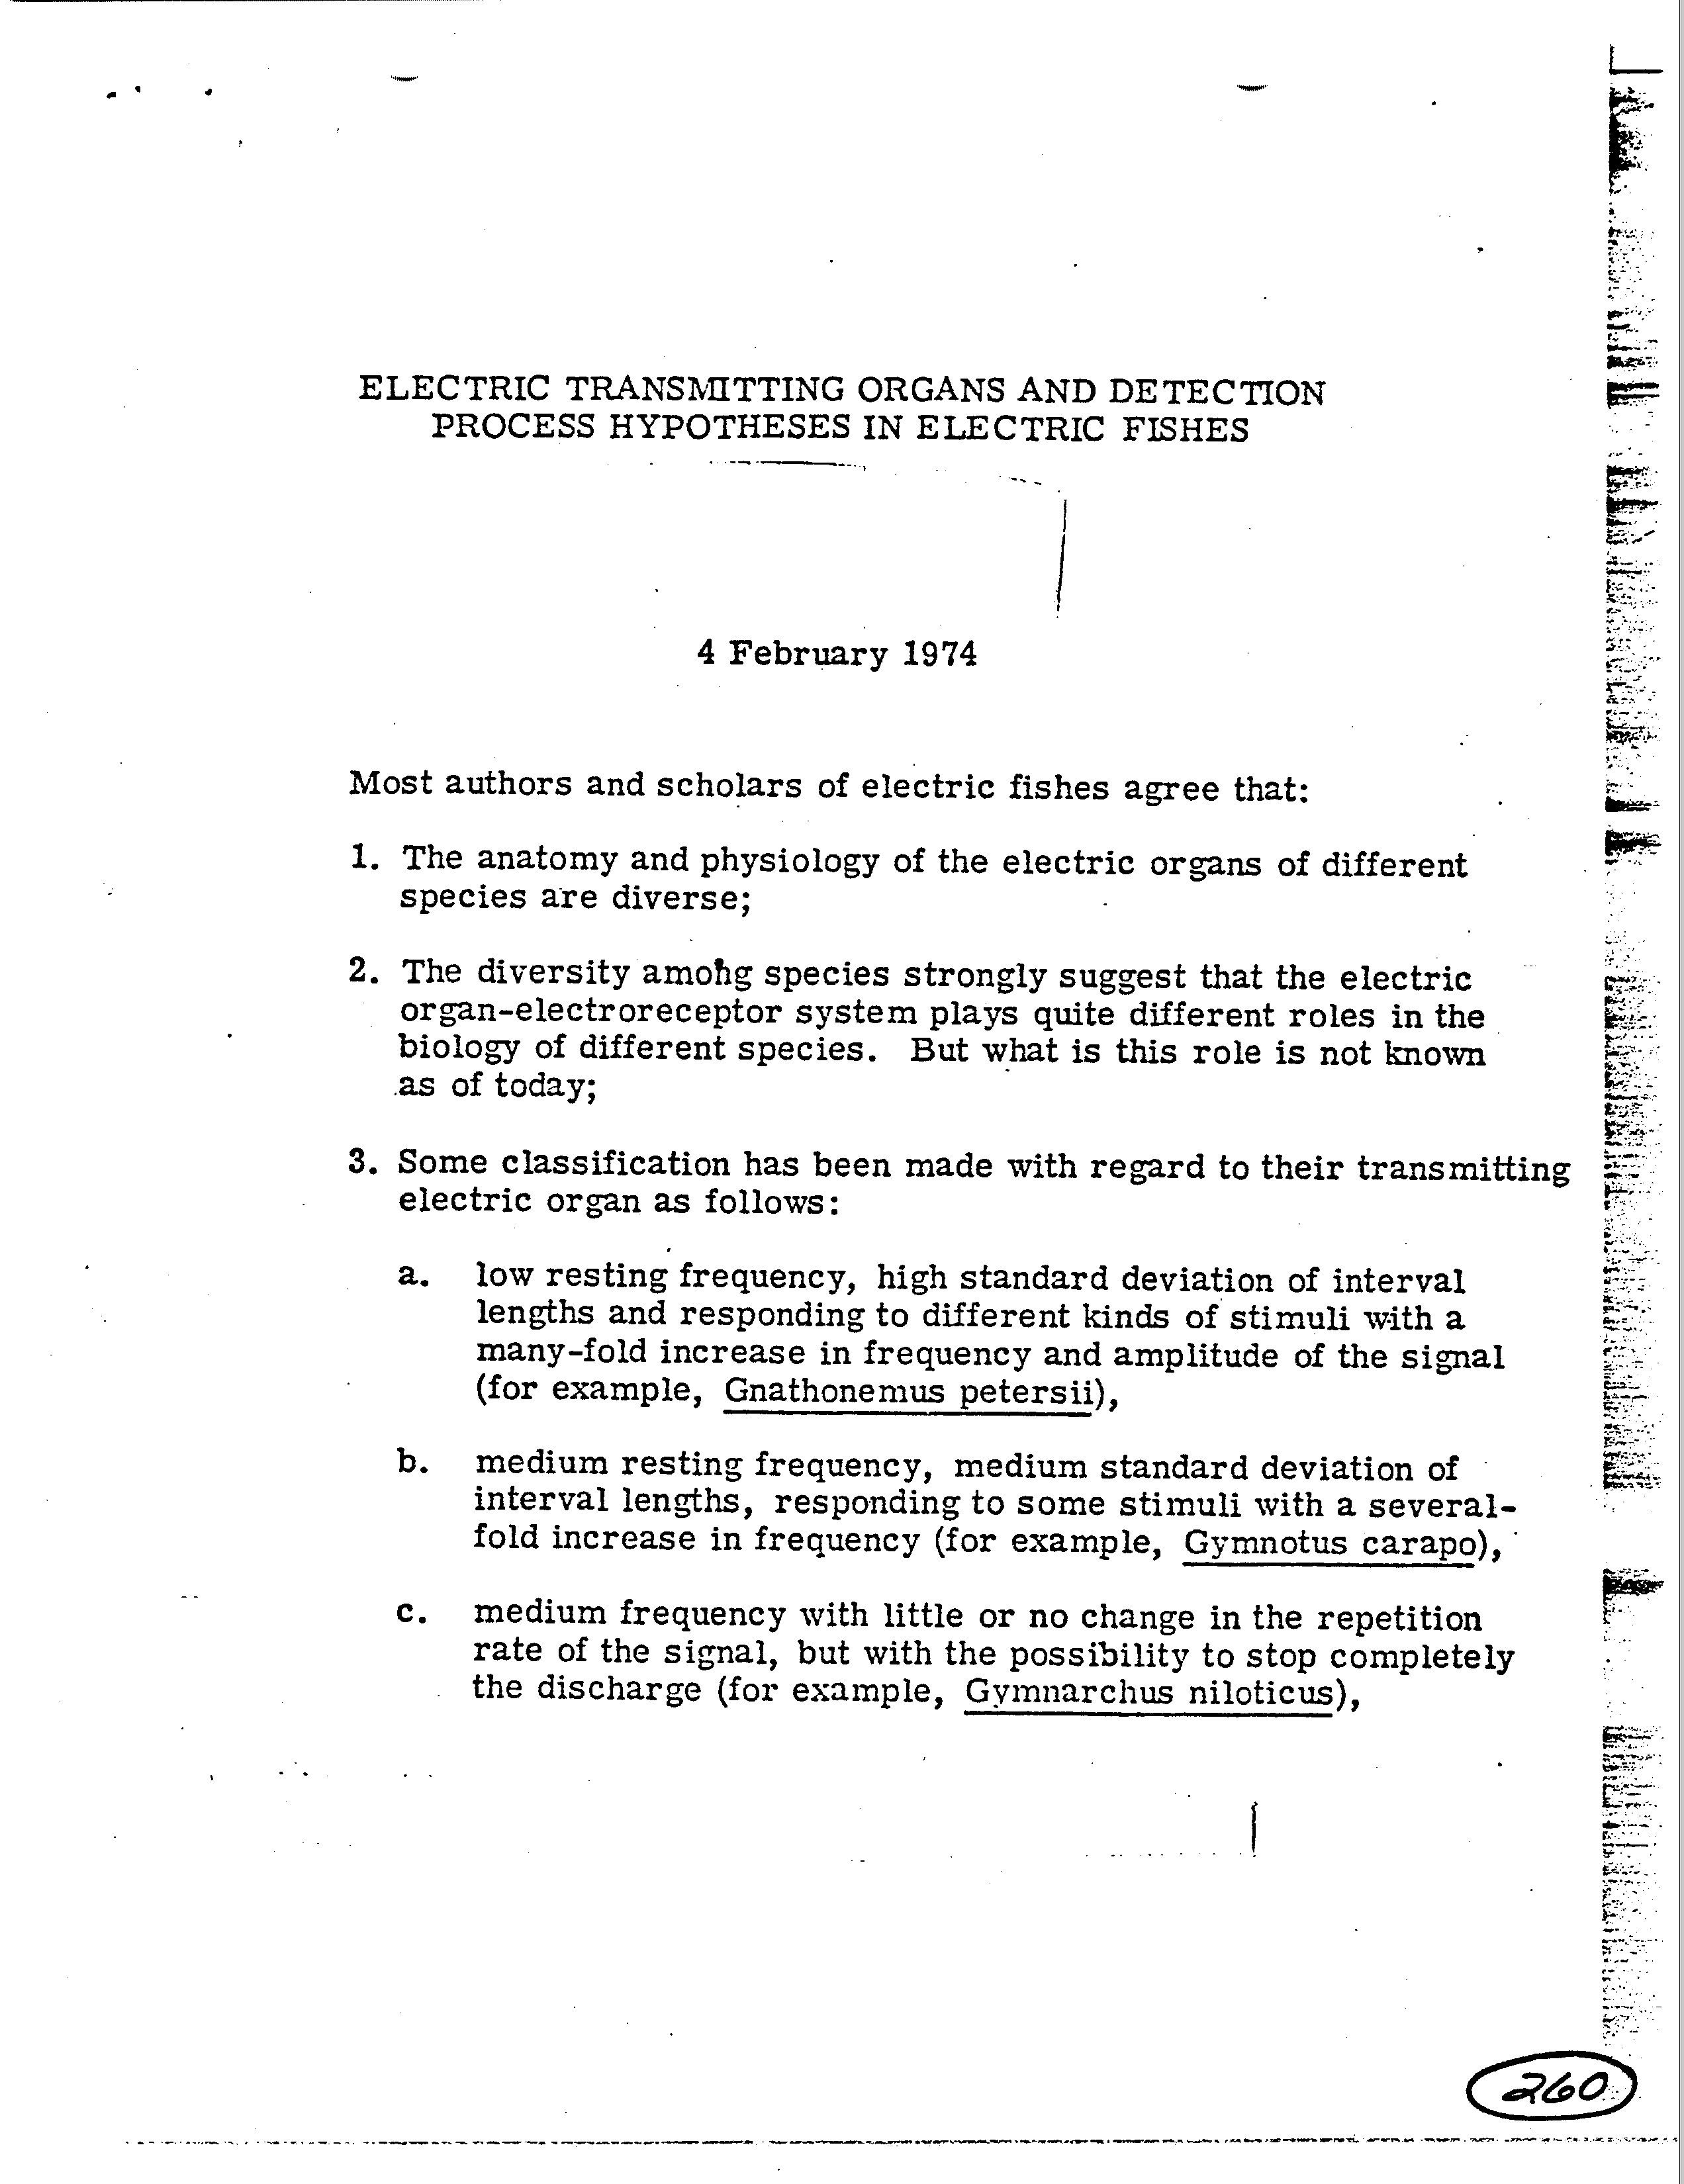 ELECTRIC TRANSMITTING ORGANS AND DETECTION
PROCESS HYPOTHESES IN ELECTRIC FISHES
4 February 1974
Most authors and scholars of electric fishes agree that:
1. The anatomy and physiology of the electric organs of different
species are diverse;
2. The diversity among species strongly suggest that the electric
organ-electroreceptor system plays quite different roles in the
biology of different species. But what is this role is not known
as of today;
3. Some classification has been made with regard to their transmitting
electric organ as follows:
a. low resting frequency, high standard deviation of interval
lengths and responding to different kinds of stimuli with a
many-fold increase in frequency and amplitude of the signal
(for example, Gnathonemus petersii),
b. medium resting frequency, medium standard deviation of
interval lengths, responding to some stimuli with a several-
fold increase in frequency (for example, Gymnotus carapo),
c. medium frequency with little or no change in the repetition
rate of the signal, but with the possibility to stop completely
the discharge (for example, Gymnarchus niloticus),
260